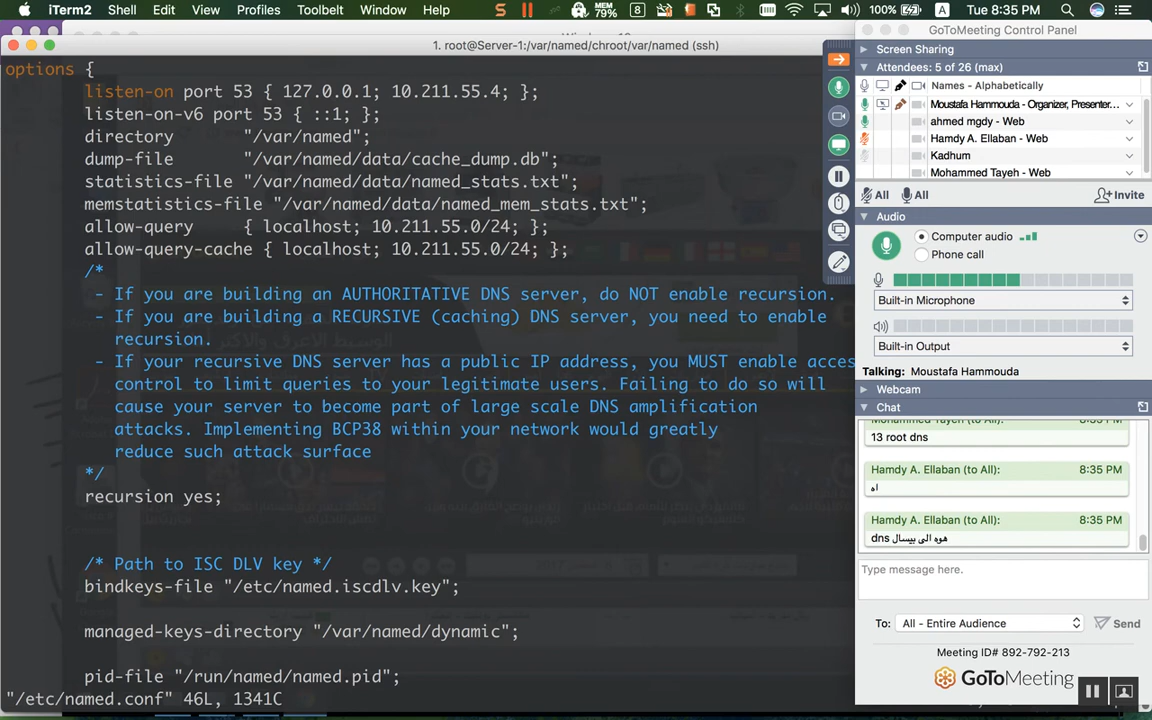 iTerm2 Shell Edit View Profiles Toolbelt Window Help
MEM 79% 8 100% A Tue 8:35 PM
1. root@Server-1:/var/named/chroot/var/named (ssh)
options {
listen-on port 53 { 127.0.0.1; 10.211.55.4; };
listen-on-v6 port 53 { ::1; };
directory "/var/named";
dump-file "/var/named/data/cache_dump.db";
statistics-file "/var/named/data/named_stats.txt";
memstatistics-file "/var/named/data/named_mem_stats.txt";
allow-query { localhost; 10.211.55.0/24; };
allow-query-cache { localhost; 10.211.55.0/24; };
/*
- If you are building an AUTHORITATIVE DNS server, do NOT enable recursion.
- If you are building a RECURSIVE (caching) DNS server, you need to enable
recursion.
- If your recursive DNS server has a public IP address, you MUST enable acces
control to limit queries to your legitimate users. Failing to do so will
cause your server to become part of large scale DNS amplification
attacks. Implementing BCP38 within your network would greatly
reduce such attack surface
*/
recursion yes;
/* Path to ISC DLV key */
bindkeys-file "/etc/named.iscdlv.key";
managed-keys-directory "/var/named/dynamic";
pid-file "/run/named/named.pid";
"/etc/named.conf" 46L, 1341C
GoToMeeting Control Panel
Screen Sharing
Attendees: 5 of 26 (max)
Names - Alphabetically
Moustafa Hammouda - Organizer, Presenter...
ahmed mgdy - Web
Hamdy A. Ellaban - Web
Kadhum
Mohammed Tayeh - Web
All All Invite
Audio
Computer audio
Phone call
Built-in Microphone
Built-in Output
Talking: Moustafa Hammouda
Webcam
Chat
Mohammed Tayeh (to All): 8:35 PM
13 root dns
Hamdy A. Ellaban (to All): 8:35 PM
اه
Hamdy A. Ellaban (to All): 8:35 PM
هوه الى بيسال dns
Type message here.
To: All - Entire Audience Send
Meeting ID# 892-792-213
GoToMeeting